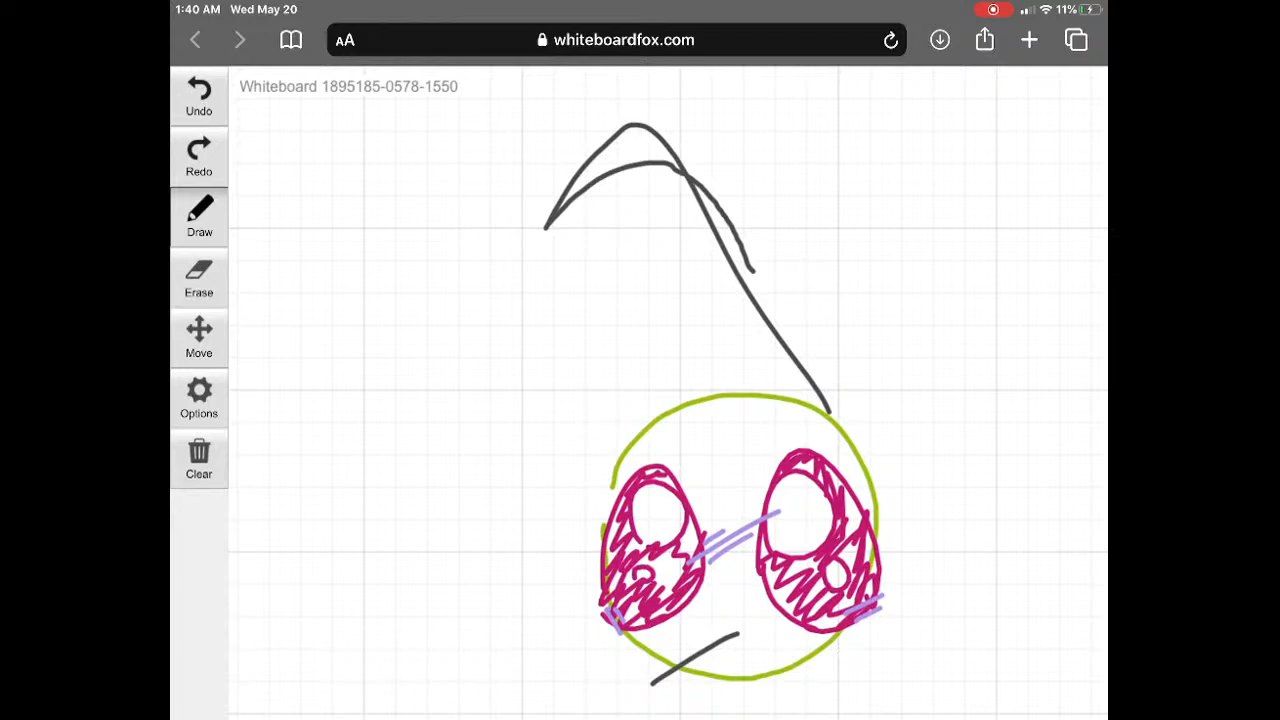 1:40 AM Wed May 20
11%
AA whiteboardfox.com
Whiteboard 1895185-0578-1550
Undo
Redo
Draw
Erase
Move
Options
Clear